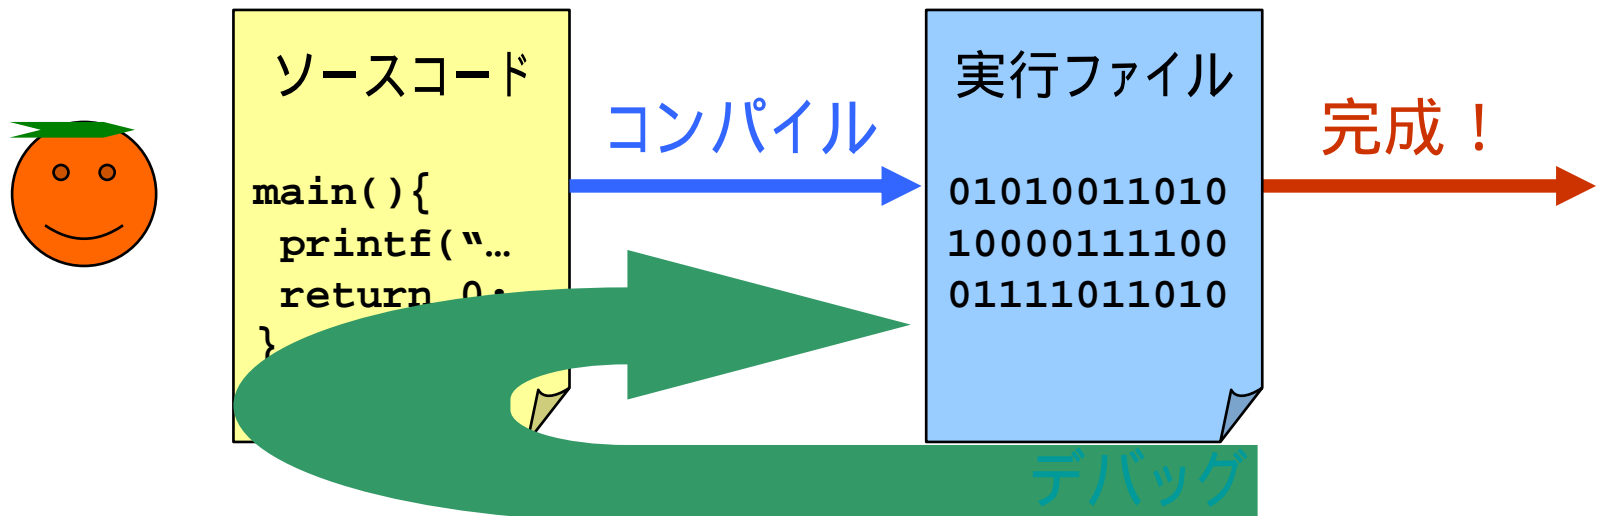 ソースコード
main(){
printf("…
return 0;
}
コンパイル
実行ファイル
01010011010
10000111100
01111011010
完成！
デバッグ